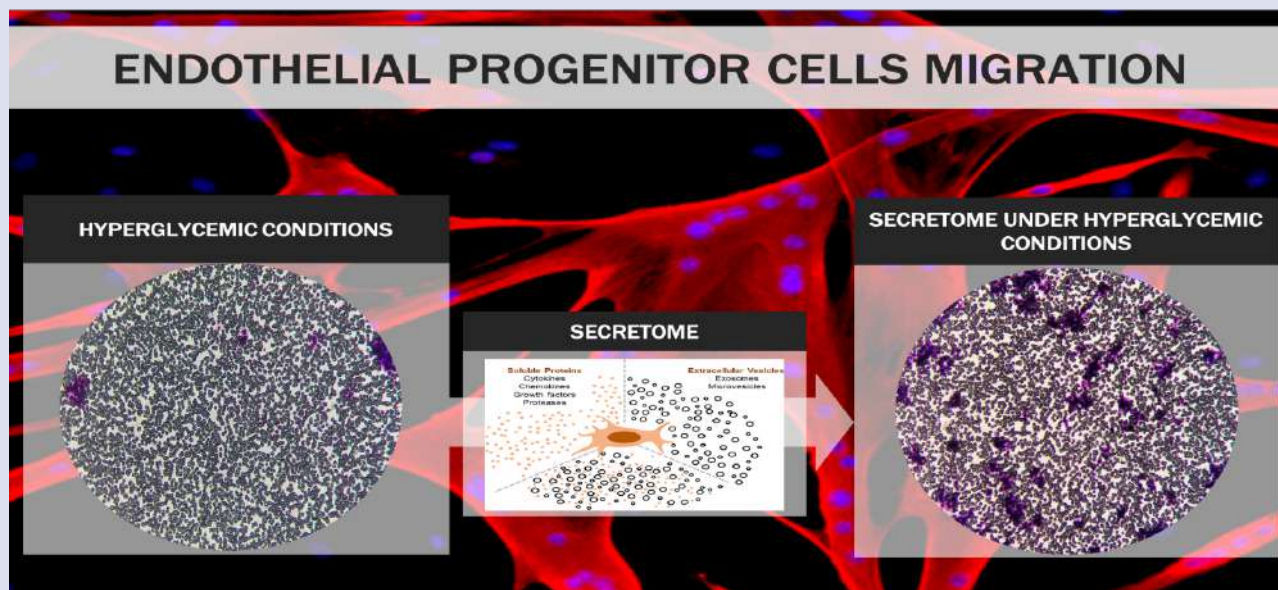 ENDOTHELIAL PROGENITOR CELLS MIGRATION
HYPERGLYCEMIC CONDITIONS
SECRETOME
Soluble Proteins
Cytokines
Chemokines
Growth factors
Proteases
Extracellular Vesicles
Exosomes
Microvesicles
SECRETOME UNDER HYPERGLYCEMIC
CONDITIONS